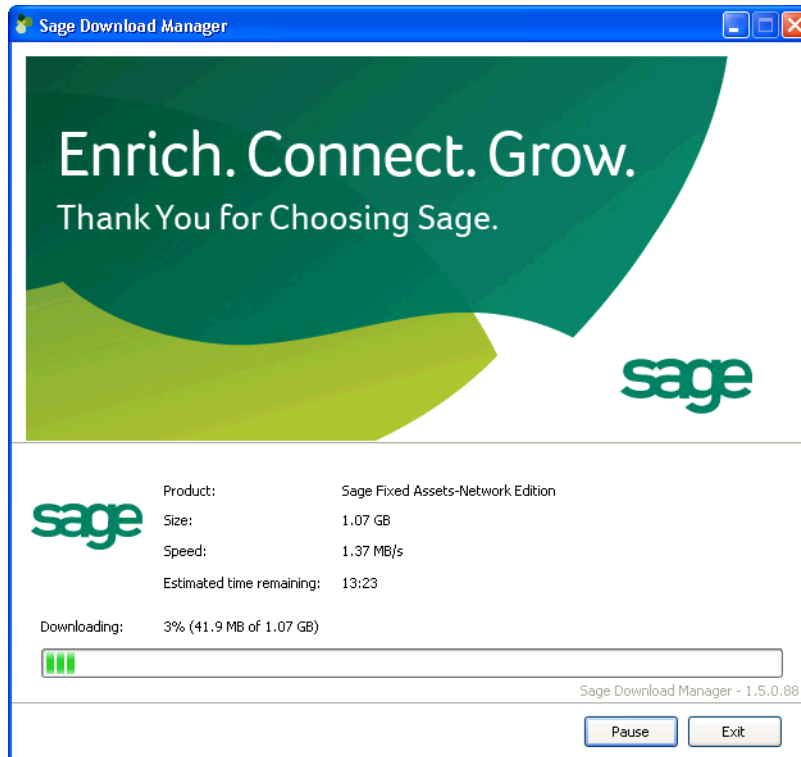 Sage Download Manager
Enrich. Connect. Grow.
Thank You for Choosing Sage.
sage
sage
Product: Sage Fixed Assets-Network Edition
Size: 1.07 GB
Speed: 1.37 MB/s
Estimated time remaining: 13:23
Downloading: 3% (41.9 MB of 1.07 GB)
Sage Download Manager - 1.5.0.88
Pause Exit